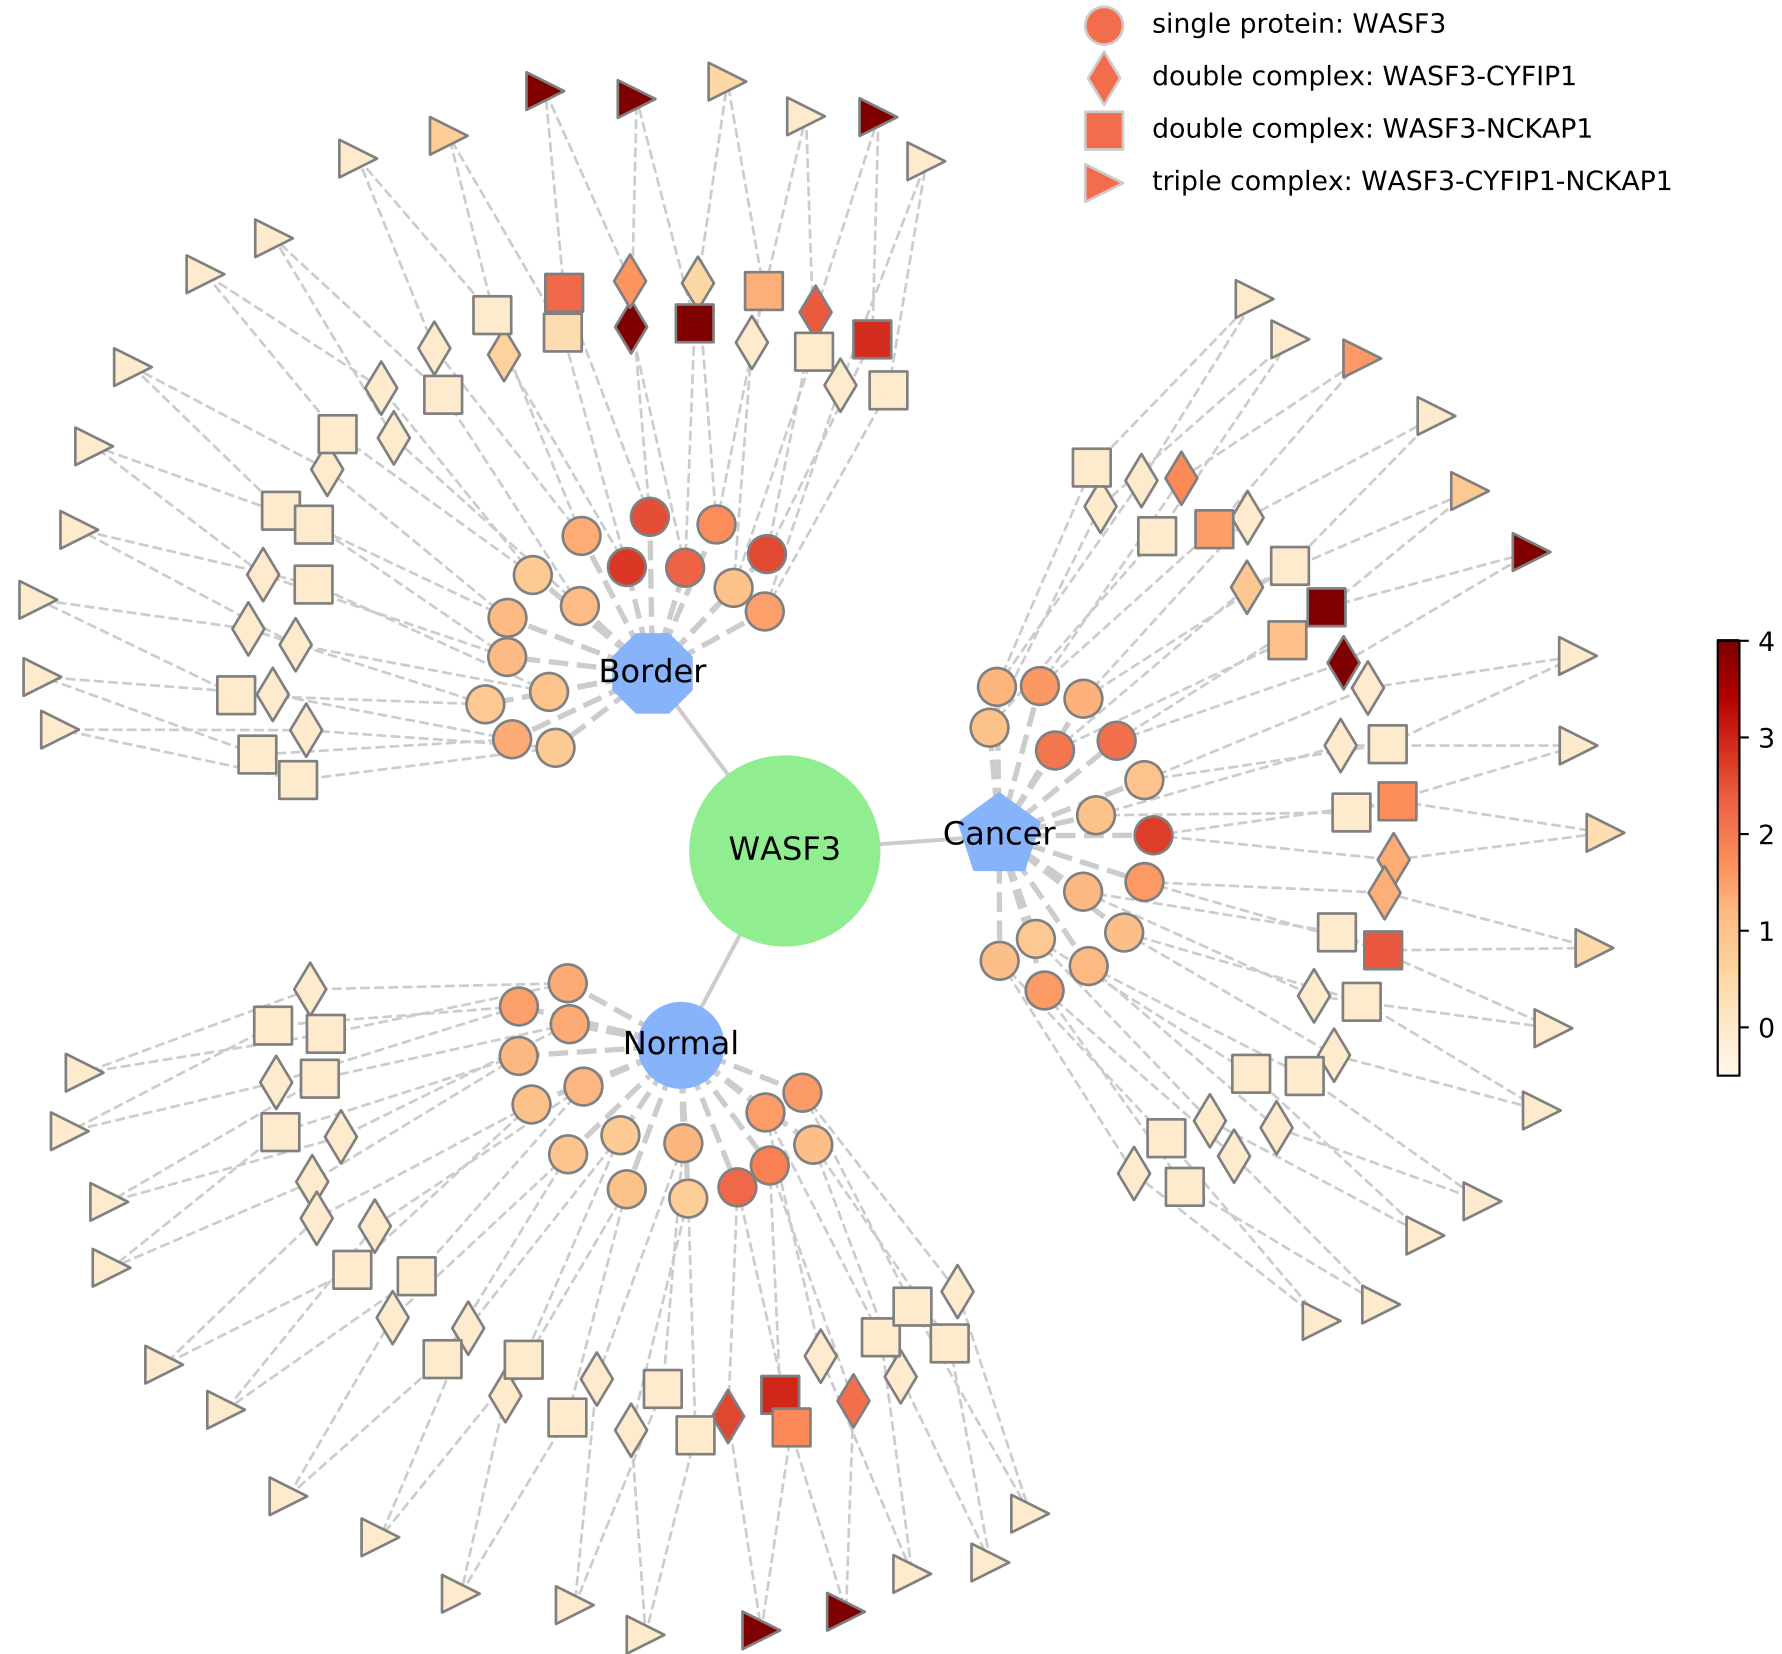 single protein: WASF3
double complex: WASF3-CYFIP1
double complex: WASF3-NCKAP1
triple complex: WASF3-CYFIP1-NCKAP1
Border
Cancer
WASF3
Normal
4
3
2
1
0